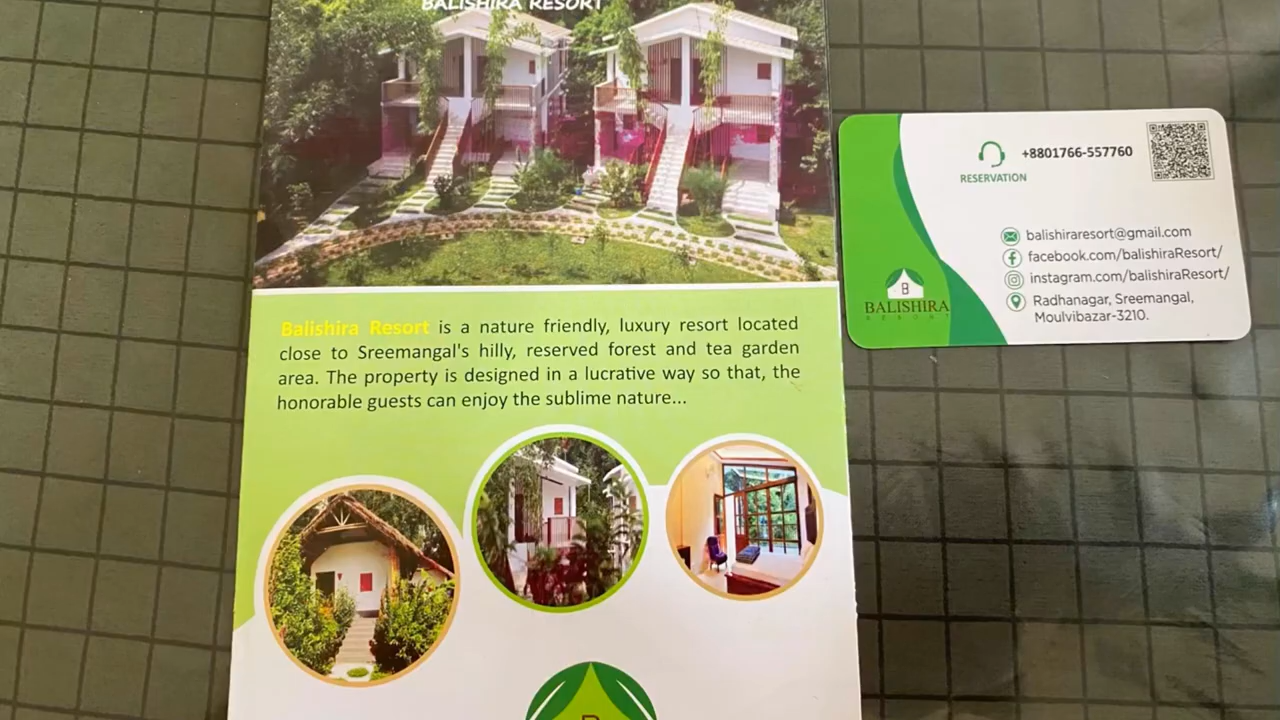 BALISHIRA RESORT
Balishira Resort is a nature friendly, luxury resort located
close to Sreemangal's hilly, reserved forest and tea garden
area. The property is designed in a lucrative way so that, the
honorable guests can enjoy the sublime nature...
B
RESERVATION
+8801766-557760
balishiraresort@gmail.com
facebook.com/balishiraResort/
instagram.com/balishiraResort/
Radhanagar, Sreemangal,
Moulvibazar-3210.
B
BALISHIRA
RESORT